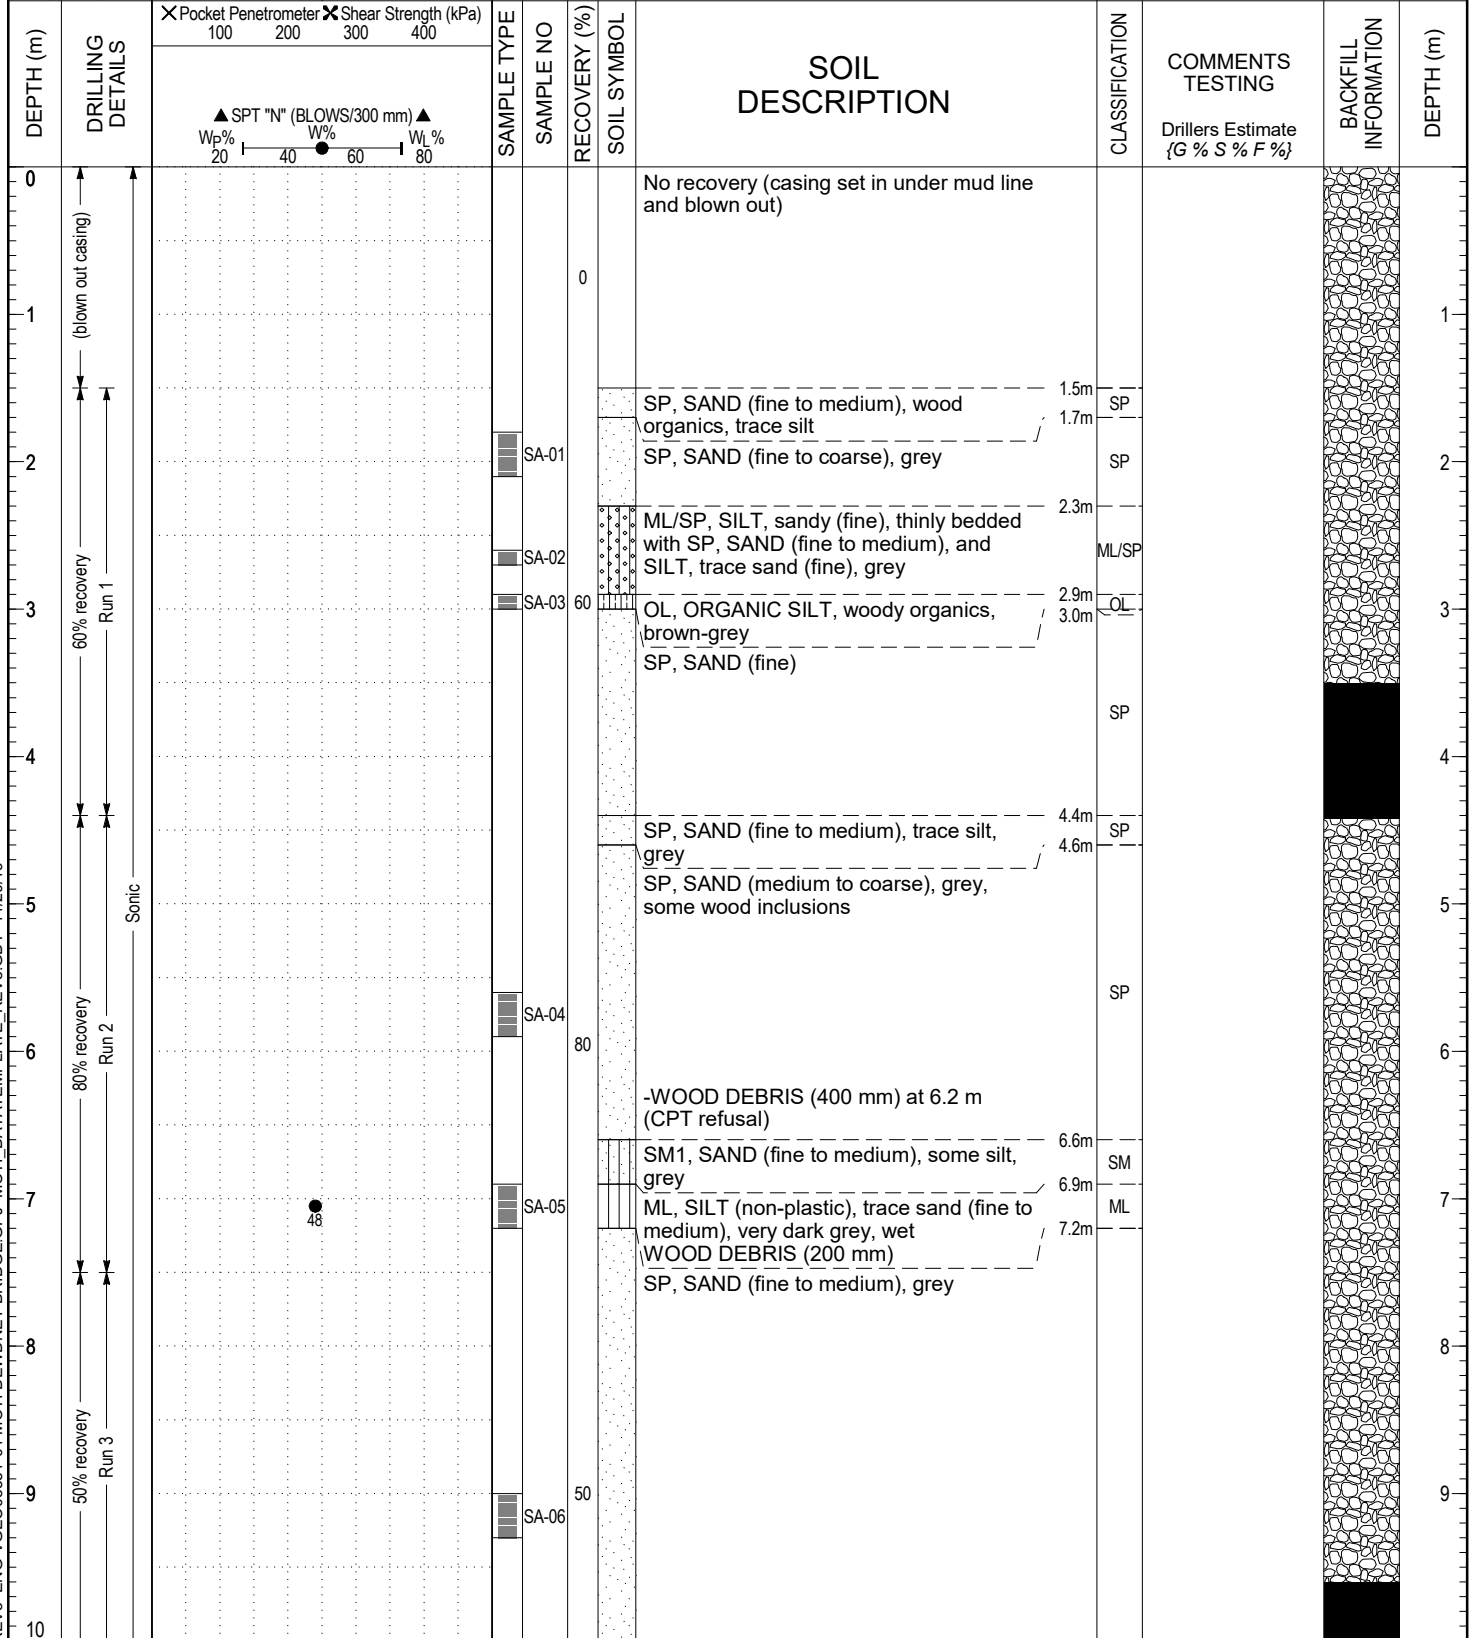 DEPTH (m)
DRILLING
DETAILS
Pocket Penetrometer
Shear Strength (kPa)
100 200 300 400
▲ SPT "N" (BLOWS/300 mm) ▲
WP% W% WL%
20 40 60 80
SAMPLE TYPE
SAMPLE NO
RECOVERY (%)
SOIL SYMBOL
SOIL
DESCRIPTION
CLASSIFICATION
COMMENTS
TESTING
Drillers Estimate
{G % S % F %}
BACKFILL
INFORMATION
DEPTH (m)
0
No recovery (casing set in under mud line
and blown out)
(blown out casing)
0
1 1
1.5m
SP, SAND (fine to medium), wood
organics, trace silt
SP
1.7m
SA-01
SP, SAND (fine to coarse), grey
SP
2 2
2.3m
ML/SP, SILT, sandy (fine), thinly bedded
with SP, SAND (fine to medium), and
SILT, trace sand (fine), grey
ML/SP
SA-02
60% recovery
Run 1
2.9m
SA-03 60
OL, ORGANIC SILT, woody organics,
brown-grey
OL
3.0m
3 3
SP, SAND (fine)
SP
4 4
4.4m
SP, SAND (fine to medium), trace silt,
grey
SP
4.6m
SP, SAND (medium to coarse), grey,
some wood inclusions
Sonic
5 5
SP
SA-04
80% recovery
Run 2
80
6 6
-WOOD DEBRIS (400 mm) at 6.2 m
(CPT refusal)
6.6m
SM1, SAND (fine to medium), some silt,
grey
SM
6.9m
7 7
48
SA-05
ML, SILT (non-plastic), trace sand (fine to
medium), very dark grey, wet
WOOD DEBRIS (200 mm)
ML
7.2m
SP, SAND (fine to medium), grey
8 8
50% recovery
Run 3
9 9
50
SA-06
10